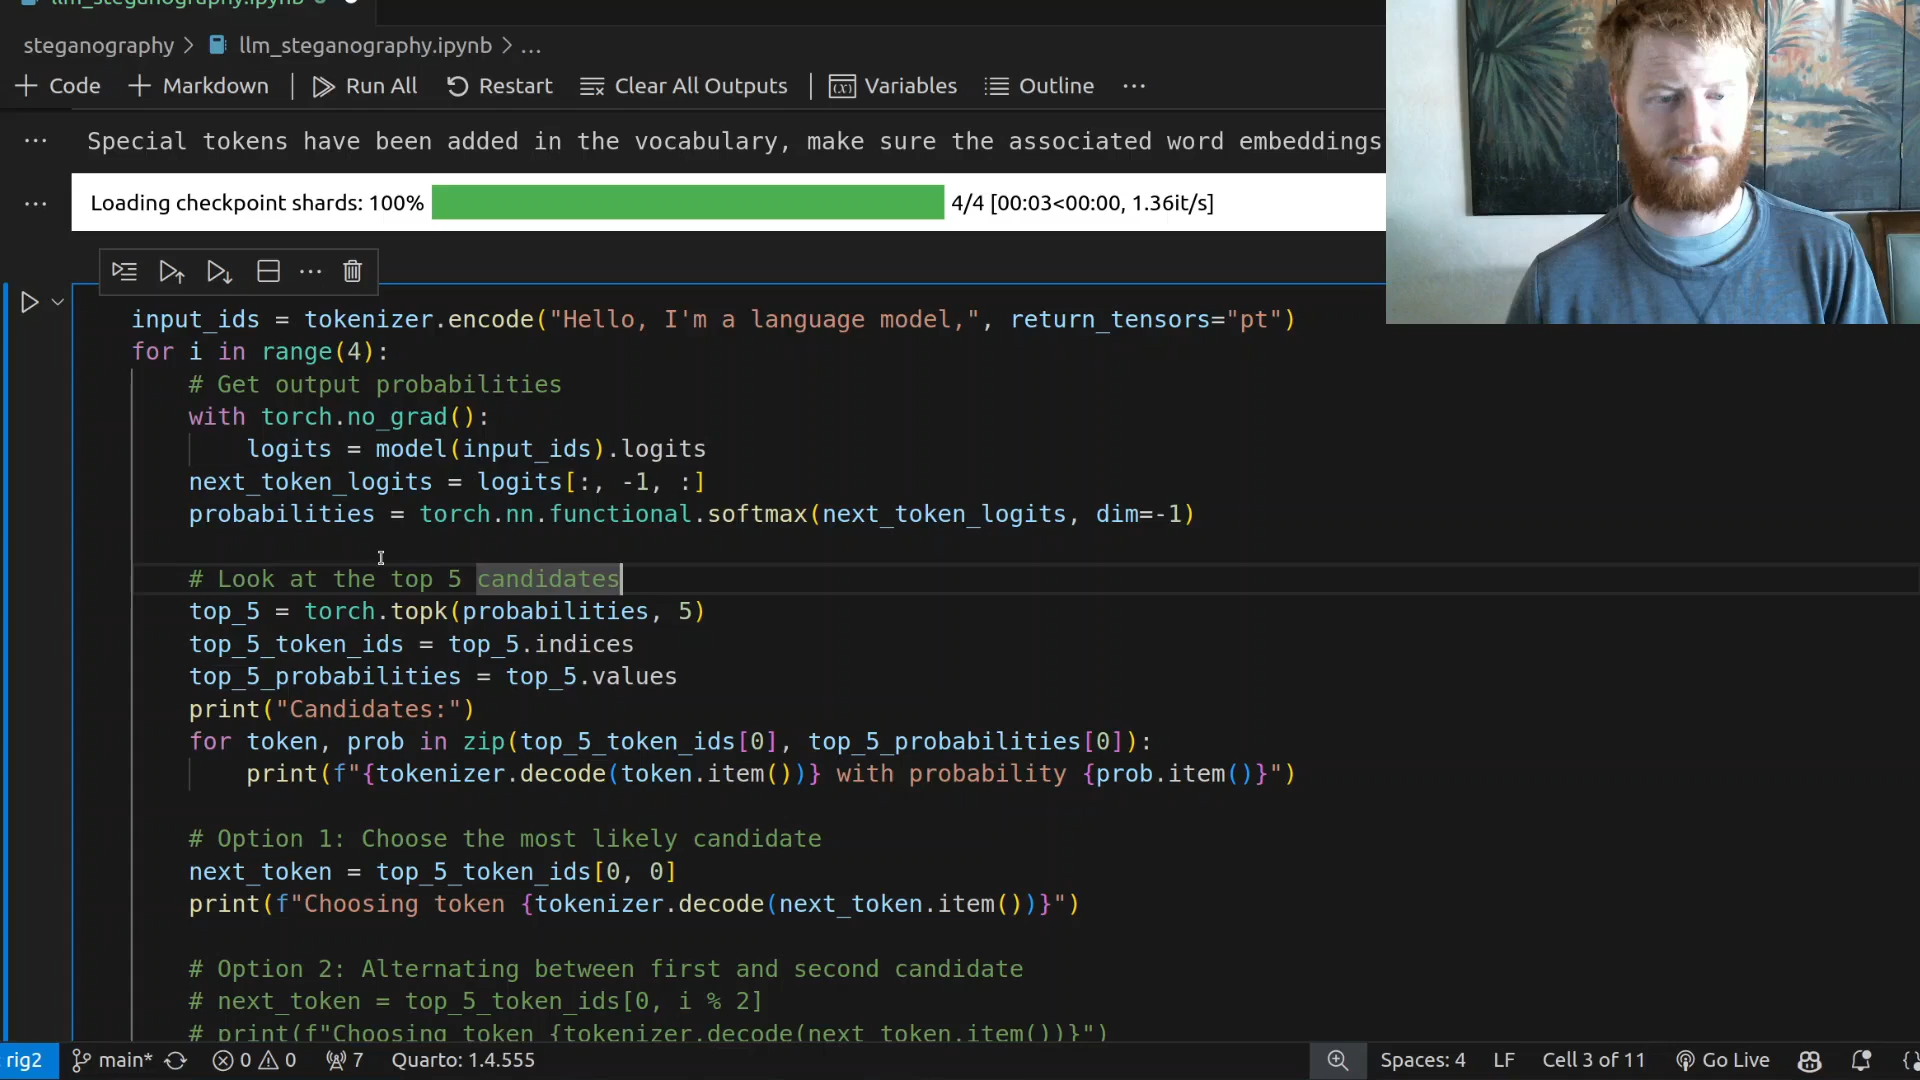 llm_steganography.ipynb
steganography > llm_steganography.ipynb > ...
+ Code + Markdown | Run All Restart Clear All Outputs | Variables Outline ...
Special tokens have been added in the vocabulary, make sure the associated word embeddings
Loading checkpoint shards: 100% 4/4 [00:03<00:00, 1.36it/s]
input_ids = tokenizer.encode("Hello, I'm a language model,", return_tensors="pt")
for i in range(4):
# Get output probabilities
with torch.no_grad():
logits = model(input_ids).logits
next_token_logits = logits[:, -1, :]
probabilities = torch.nn.functional.softmax(next_token_logits, dim=-1)
# Look at the top 5 candidates
top_5 = torch.topk(probabilities, 5)
top_5_token_ids = top_5.indices
top_5_probabilities = top_5.values
print("Candidates:")
for token, prob in zip(top_5_token_ids[0], top_5_probabilities[0]):
print(f"{tokenizer.decode(token.item())} with probability {prob.item()}")
# Option 1: Choose the most likely candidate
next_token = top_5_token_ids[0, 0]
print(f"Choosing token {tokenizer.decode(next_token.item())}")
# Option 2: Alternating between first and second candidate
# next_token = top_5_token_ids[0, i % 2]
# print(f"Choosing token {tokenizer.decode(next_token.item())}")
rig2 main* 0 0 7 Quarto: 1.4.555 Spaces: 4 LF Cell 3 of 11 Go Live